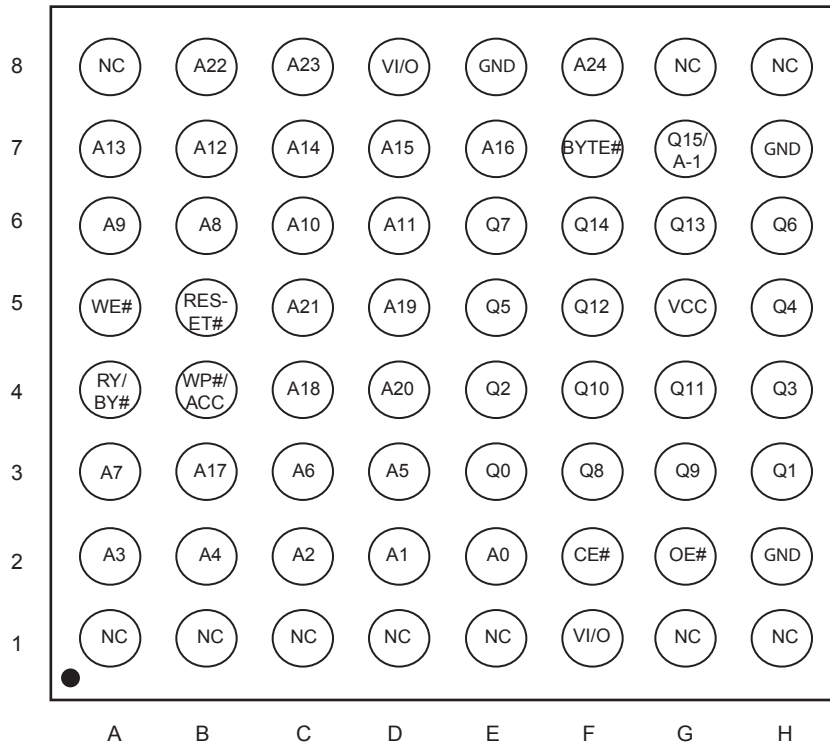 8 NC A22 A23 VI/O GND A24 NC NC
7 A13 A12 A14 A15 A16 BYTE# Q15/
A-1 GND
6 A9 A8 A10 A11 Q7 Q14 Q13 Q6
5 WE# RES-
ET# A21 A19 Q5 Q12 VCC Q4
4 RY/
BY# WP#/
ACC A18 A20 Q2 Q10 Q11 Q3
3 A7 A17 A6 A5 Q0 Q8 Q9 Q1
2 A3 A4 A2 A1 A0 CE# OE# GND
1 NC NC NC NC NC VI/O NC NC
A B C D E F G H